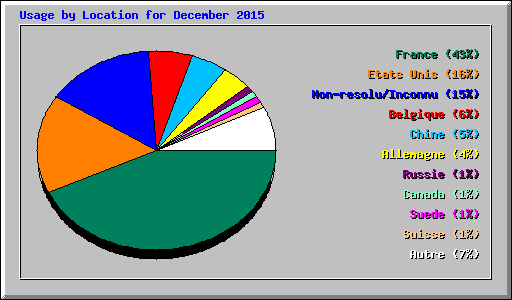 Usage by Location for December 2015
France (43%)
Etats Unis (16%)
Non-resolu/Inconnu (15%)
Belgique (6%)
Chine (5%)
Allemagne (4%)
Russie (1%)
Canada (1%)
Suede (1%)
Suisse (1%)
Autre (7%)